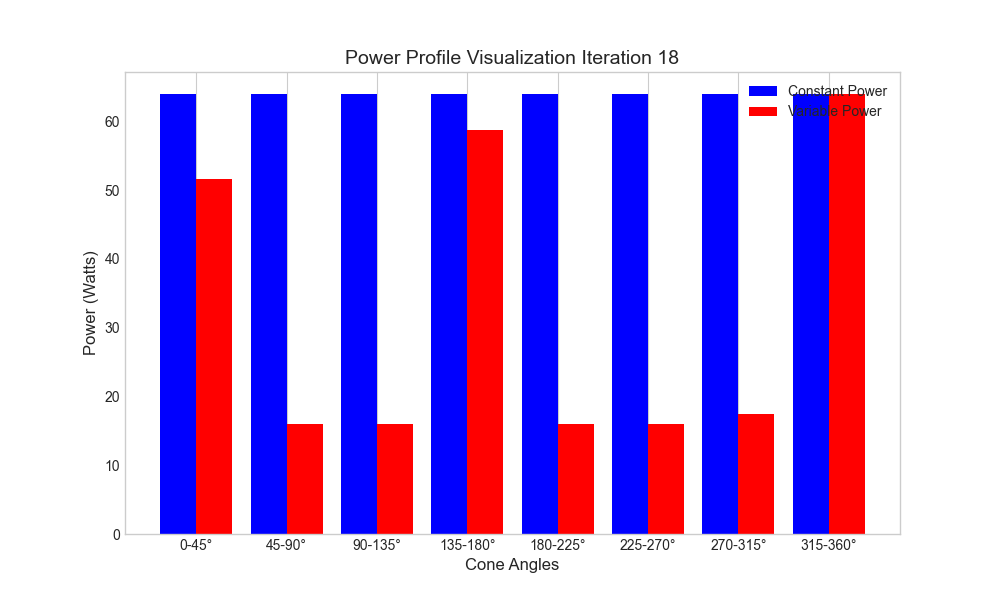 Power Profile Visualization Iteration 18
Constant Power
Variable Power
Power (Watts)
60
50
40
30
20
10
0
0-45° 45-90° 90-135° 135-180° 180-225° 225-270° 270-315° 315-360°
Cone Angles